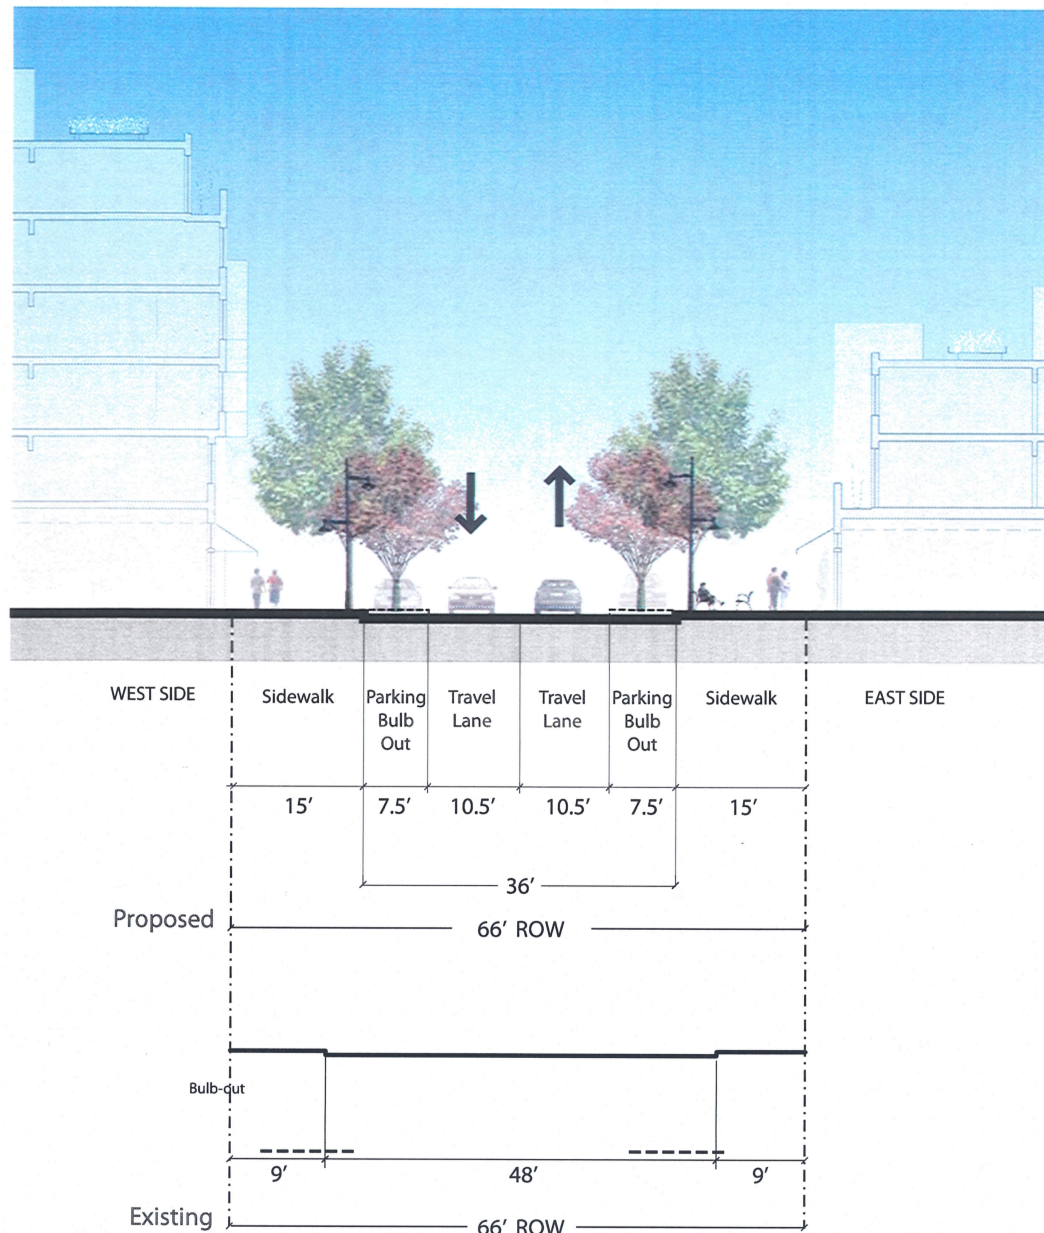 WEST SIDE
Sidewalk
Parking
Bulb
Out
Travel
Lane
Travel
Lane
Parking
Bulb
Out
Sidewalk
EAST SIDE
15'
7.5'
10.5'
10.5'
7.5'
15'
36'
Proposed
66' ROW
Bulb-out
9'
48'
9'
Existing
66' ROW